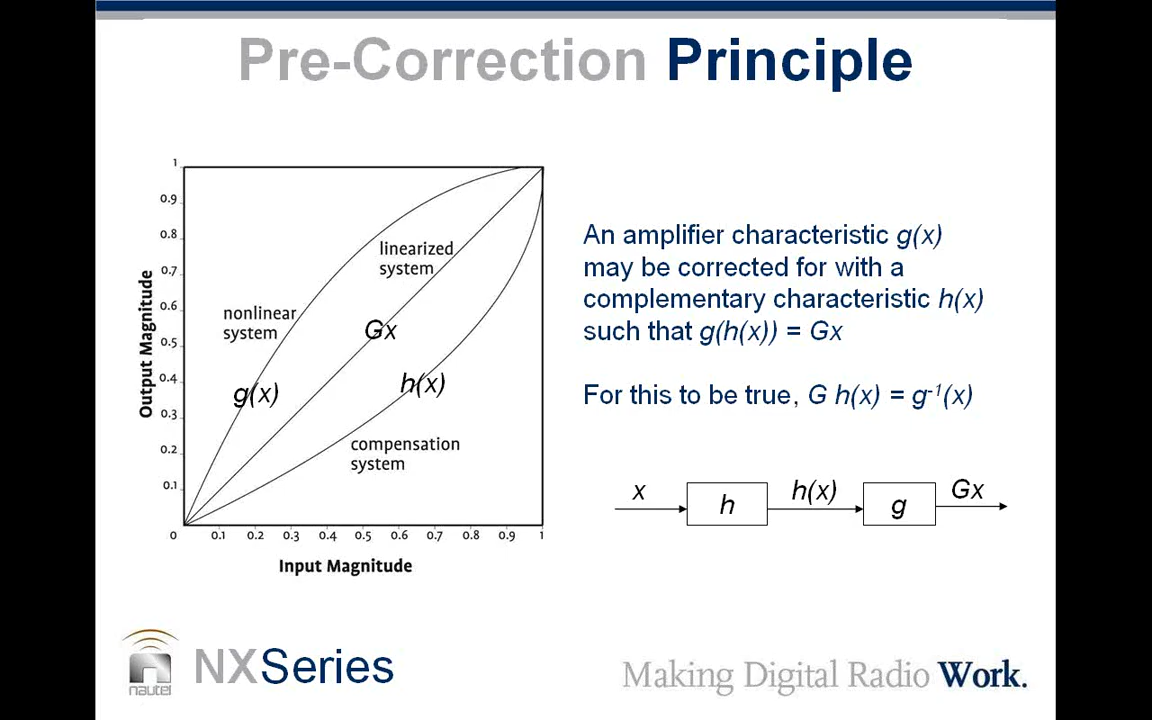 Pre-Correction Principle
1
0.9
0.8
0.7
0.6
0.5
0.4
0.3
0.2
0.1
0
0.1
0.2
0.3
0.4
0.5
0.6
0.7
0.8
0.9
1
Output Magnitude
Input Magnitude
linearized
system
nonlinear
system
Gx
g(x)
h(x)
compensation
system
An amplifier characteristic g(x)
may be corrected for with a
complementary characteristic h(x)
such that g(h(x)) = Gx
For this to be true, G h(x) = g⁻¹(x)
x
h
h(x)
g
Gx
nautel
NXSeries
Making Digital Radio Work.